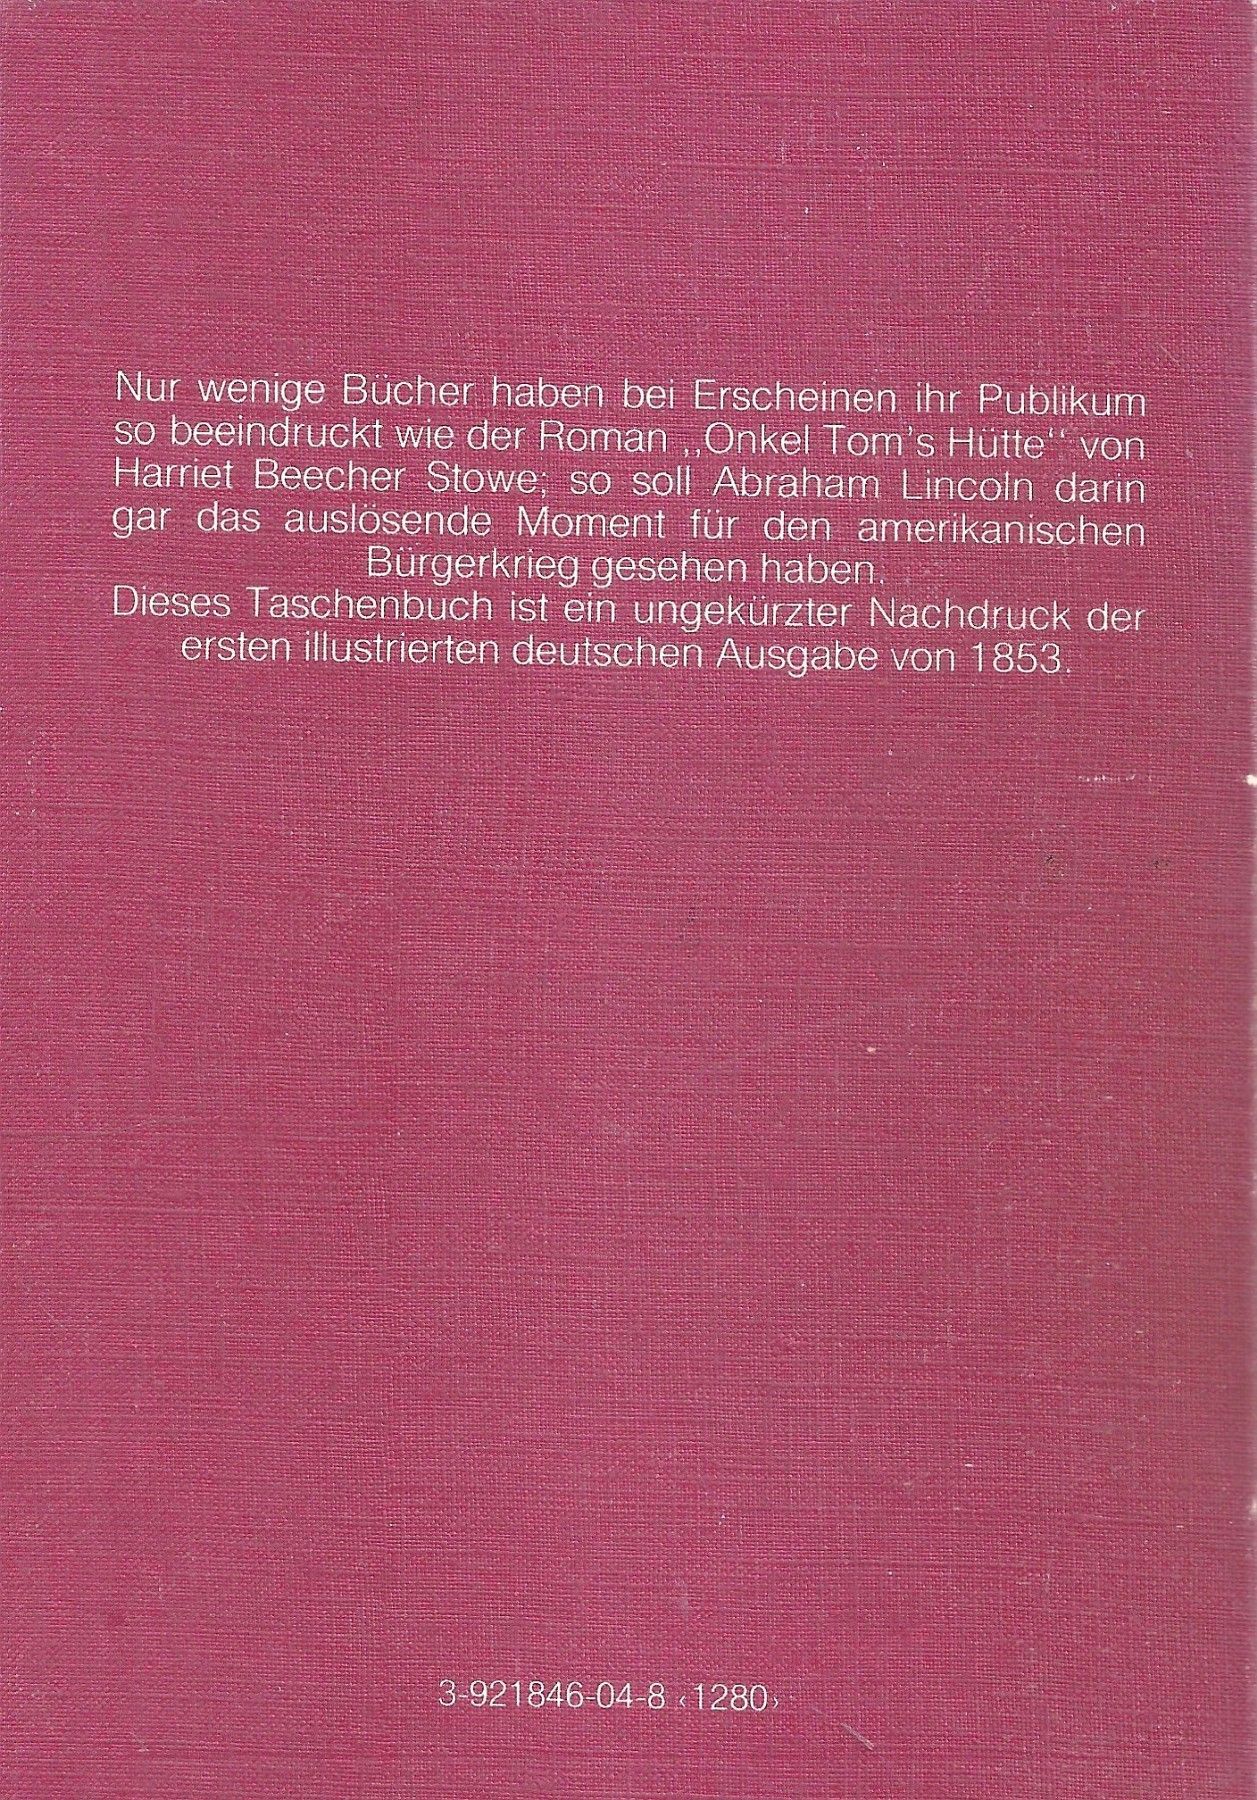 Nur wenige Bücher haben bei Erscheinen ihr Publikum
so beeindruckt wie der Roman „Onkel Tom's Hütte“ von
Harriet Beecher Stowe; so soll Abraham Lincoln darin
gar das auslösende Moment für den amerikanischen
Bürgerkrieg gesehen haben.
Dieses Taschenbuch ist ein ungekürzter Nachdruck der
ersten illustrierten deutschen Ausgabe von 1853.
3-921846-04-8 ‹1280›